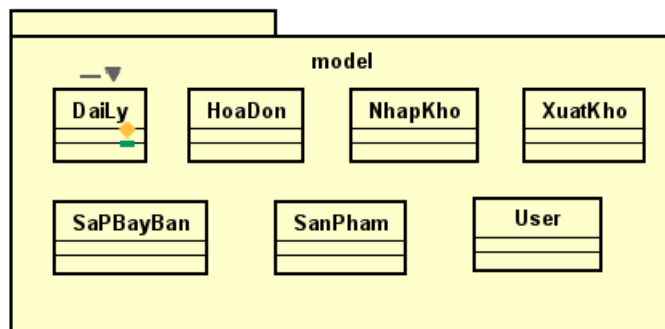 model
DaiLy HoaDon NhapKho XuatKho
SaPBayBan SanPham User